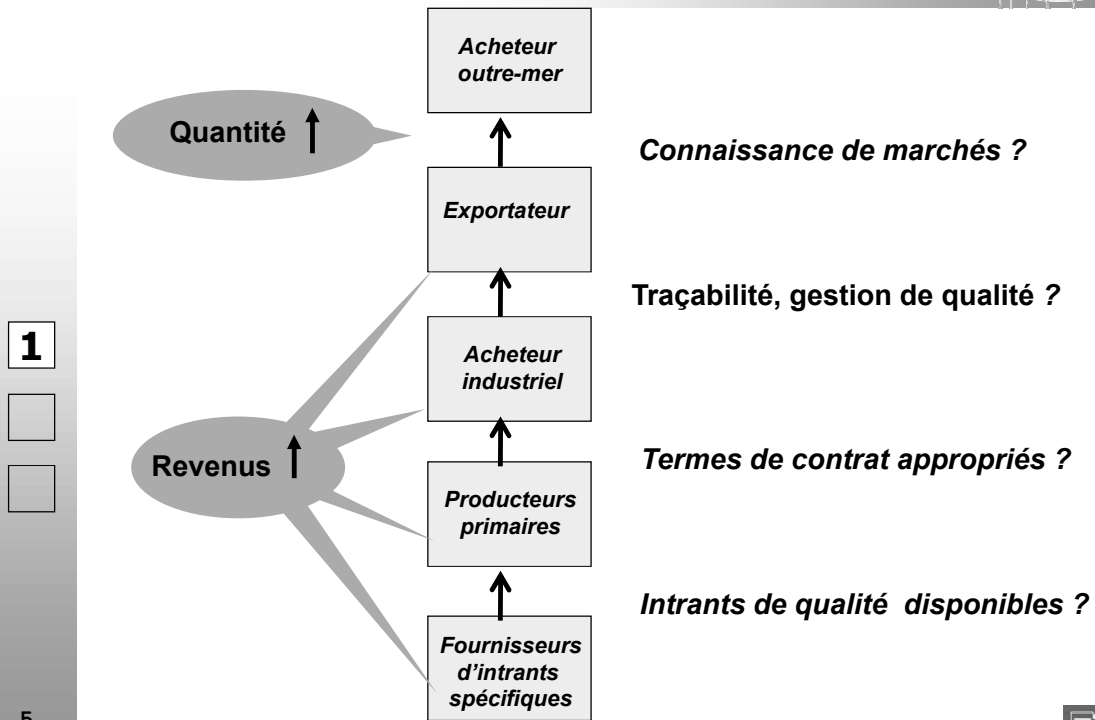 Acheteur
outre-mer
Quantité
Connaissance de marchés ?
Exportateur
Traçabilité, gestion de qualité ?
1
Acheteur
industriel
Revenus
Termes de contrat appropriés ?
Producteurs
primaires
Intrants de qualité disponibles ?
Fournisseurs
d'intrants
spécifiques
5